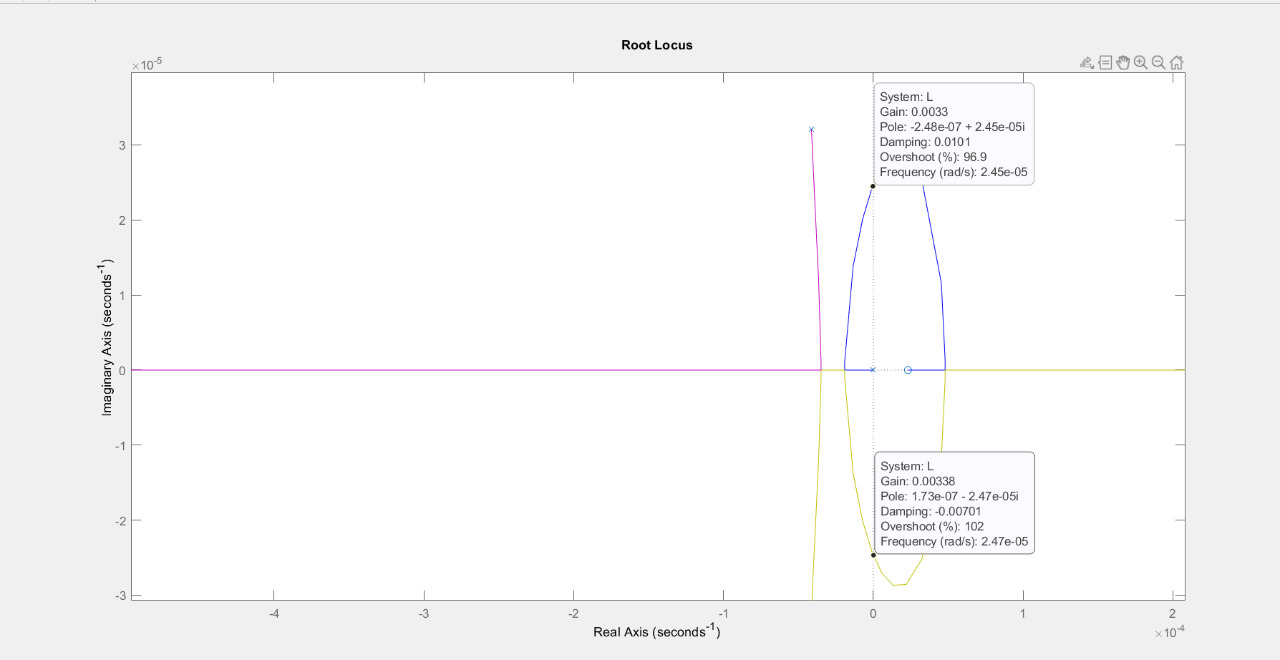 Root Locus
×10-5
System: L
Gain: 0.0033
Pole: -2.48e-07 + 2.45e-05i
Damping: 0.0101
Overshoot (%): 96.9
Frequency (rad/s): 2.45e-05
3
2
1
0
-1
-2
-3
Imaginary Axis (seconds-1)
System: L
Gain: 0.00338
Pole: 1.73e-07 - 2.47e-05i
Damping: -0.00701
Overshoot (%): 102
Frequency (rad/s): 2.47e-05
-4 -3 -2 -1 0 1 2
Real Axis (seconds-1)
×10-4